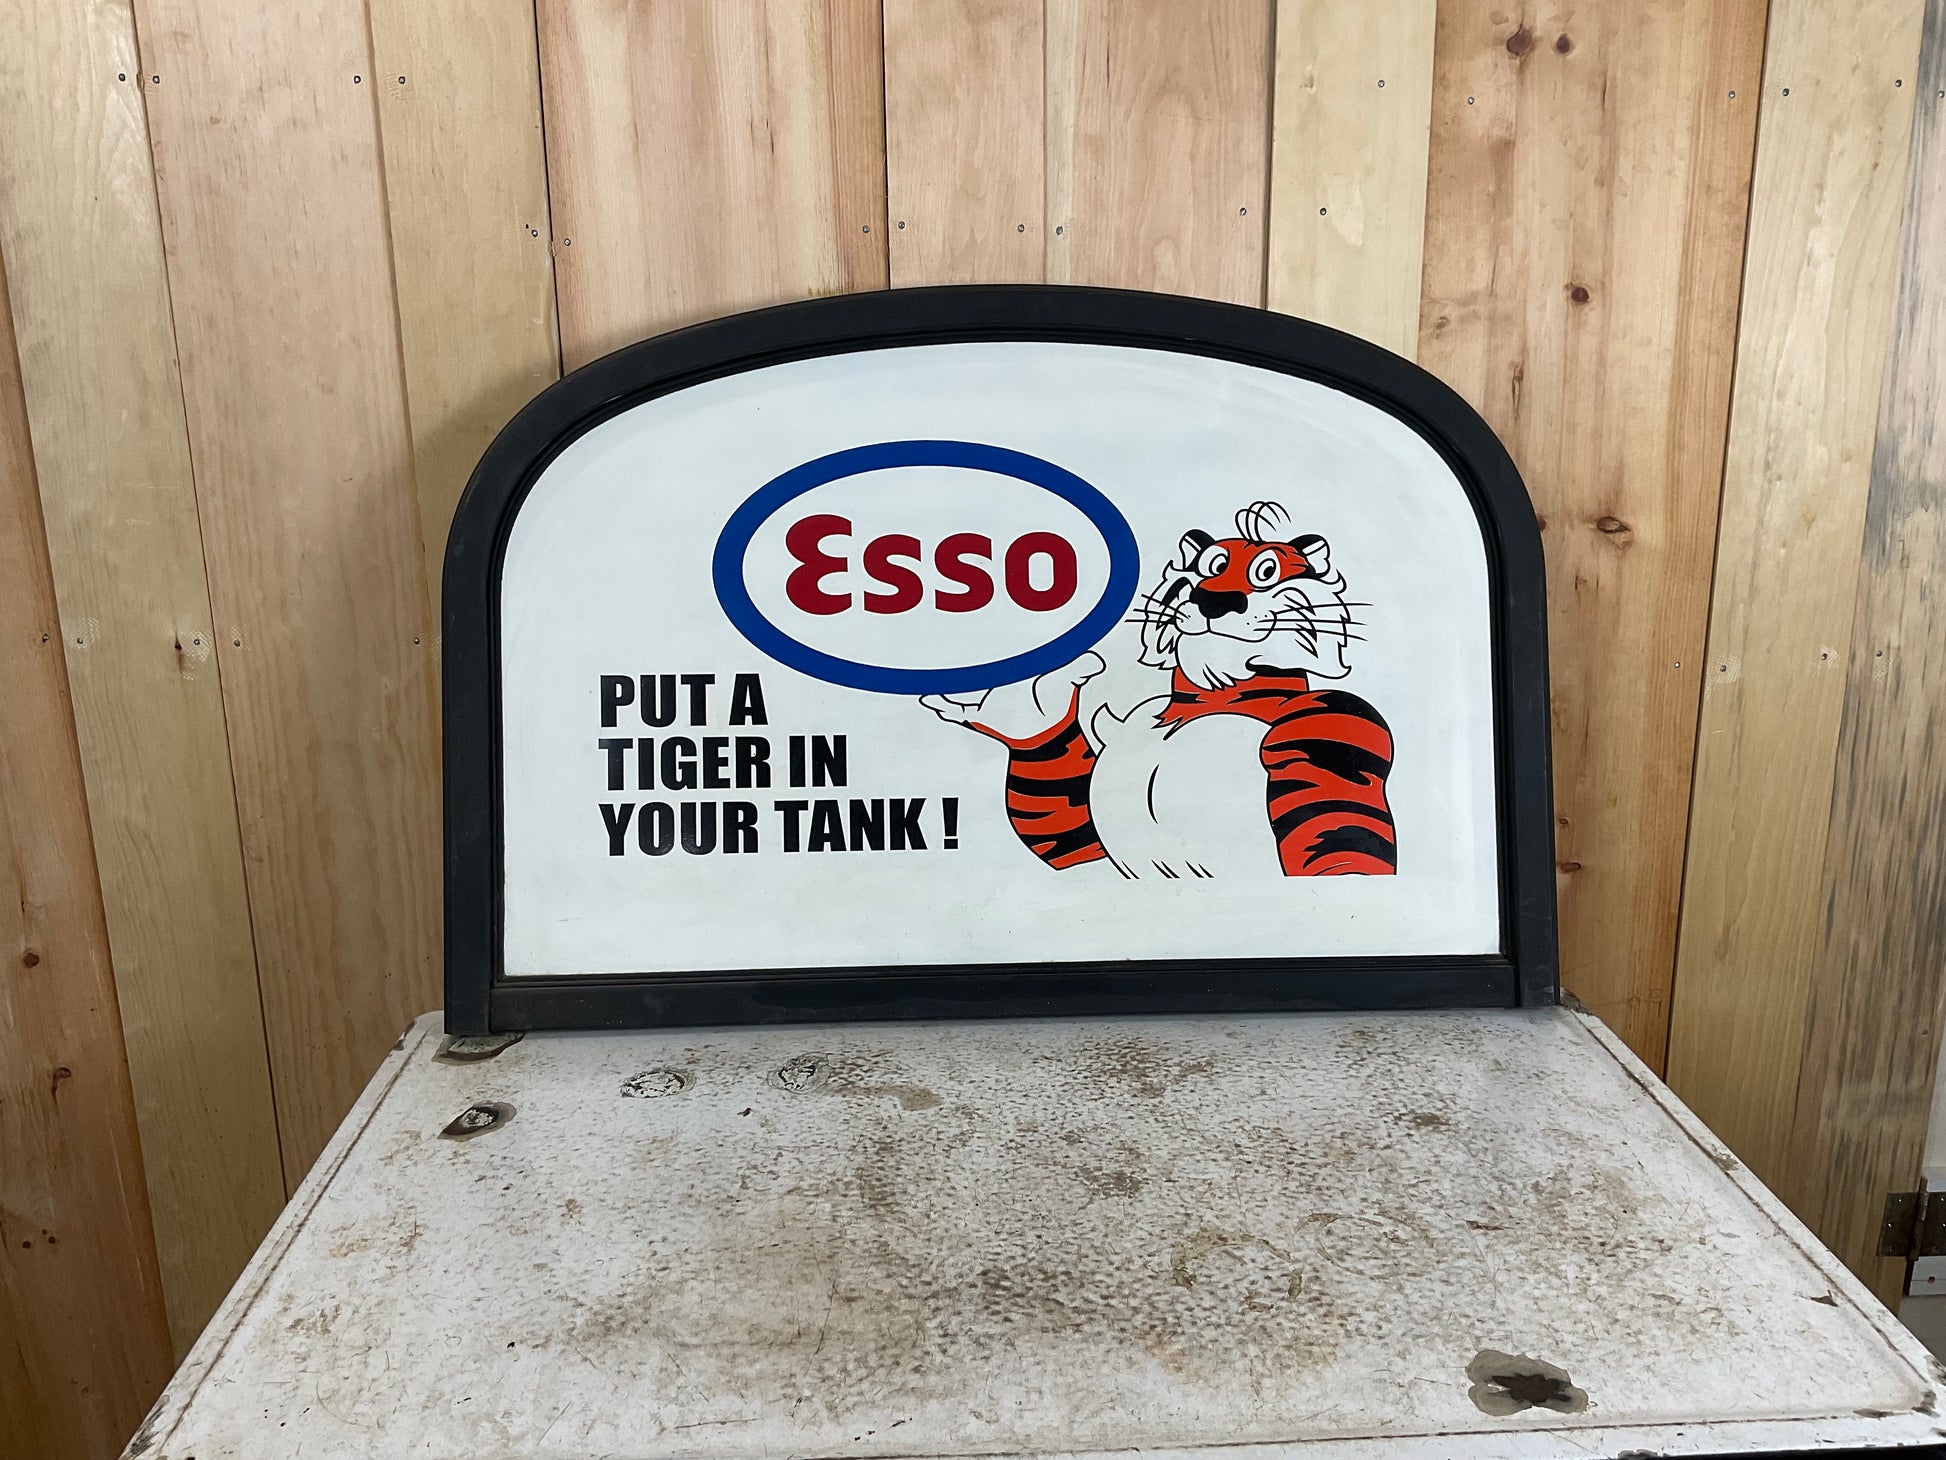 Esso
PUT A
TIGER IN
YOUR TANK !